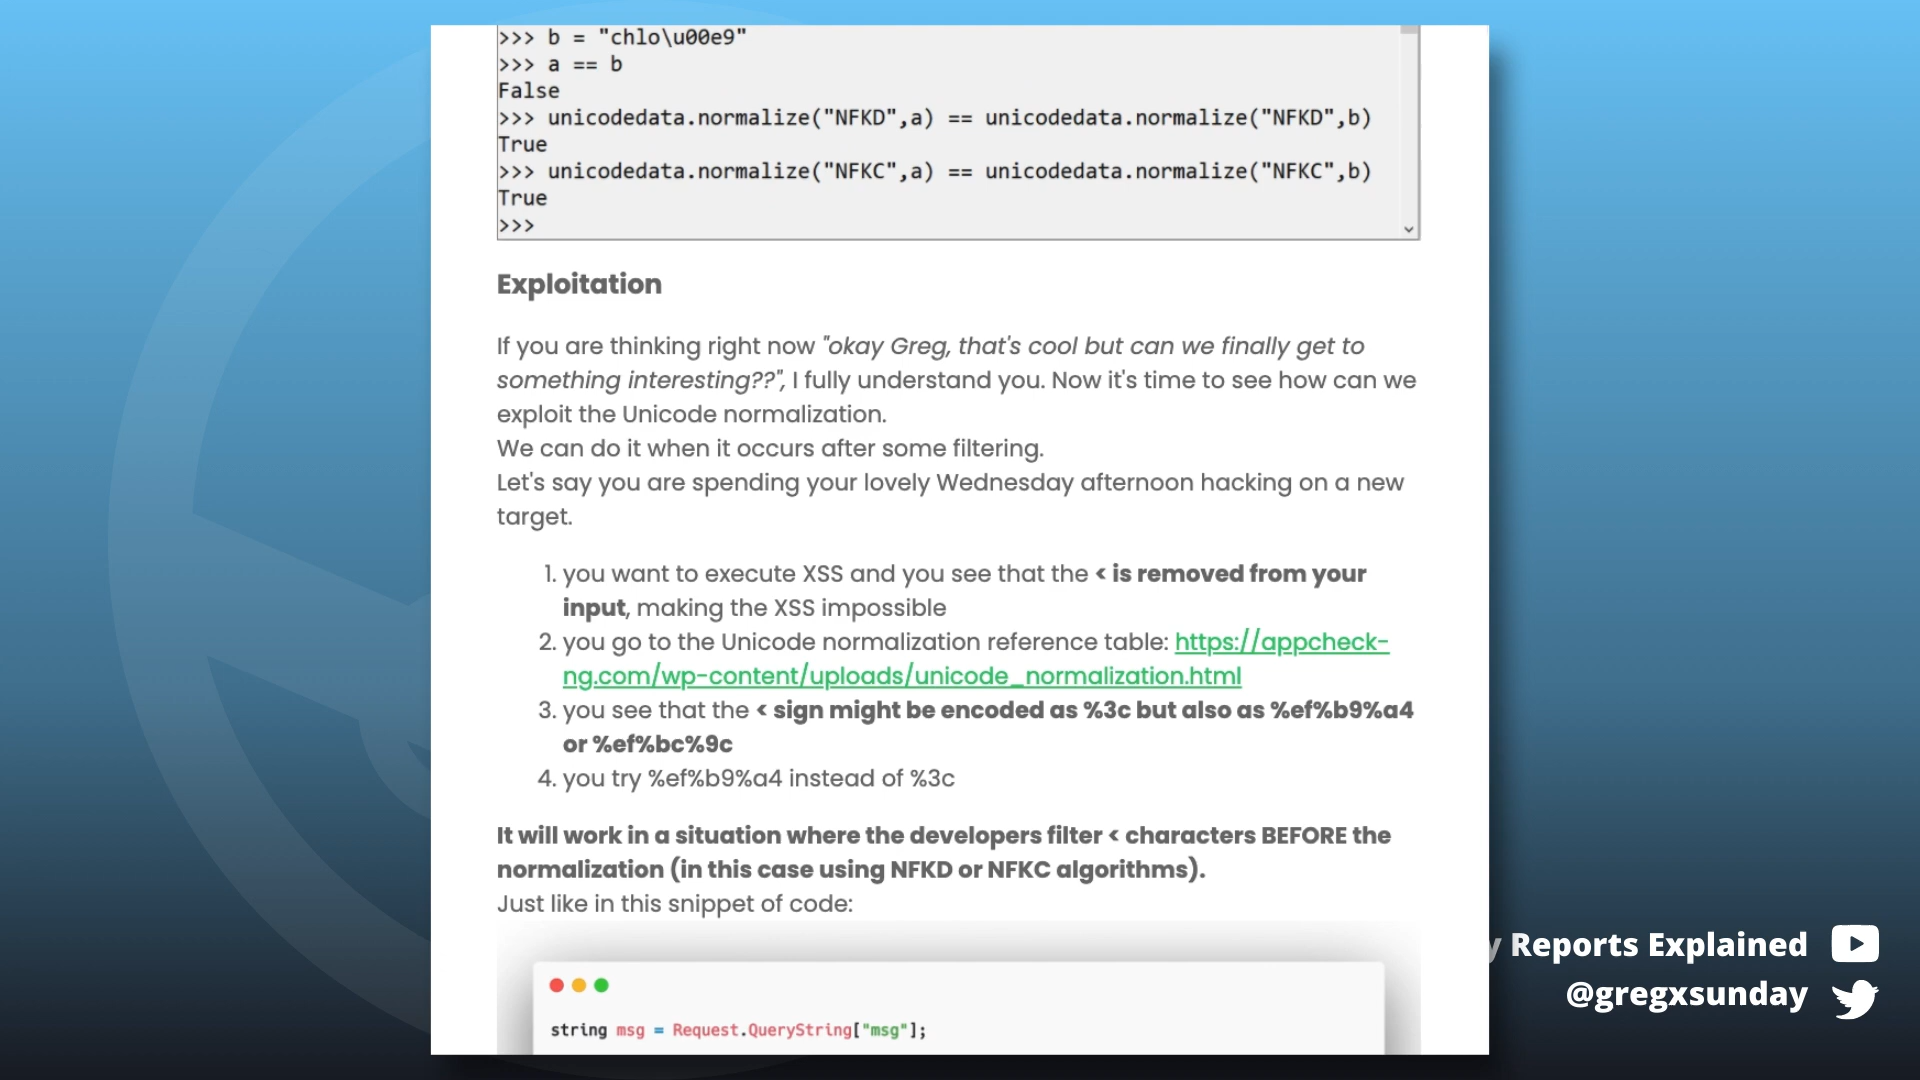 >>> b = "chlo\u00e9"
>>> a == b
False
>>> unicodedata.normalize("NFKD",a) == unicodedata.normalize("NFKD",b)
True
>>> unicodedata.normalize("NFKC",a) == unicodedata.normalize("NFKC",b)
True
>>>
Exploitation
If you are thinking right now "okay Greg, that's cool but can we finally get to
something interesting??", I fully understand you. Now it's time to see how can we
exploit the Unicode normalization.
We can do it when it occurs after some filtering.
Let's say you are spending your lovely Wednesday afternoon hacking on a new
target.
1. you want to execute XSS and you see that the < is removed from your
input, making the XSS impossible
2. you go to the Unicode normalization reference table: https://appcheck-
ng.com/wp-content/uploads/unicode_normalization.html
3. you see that the < sign might be encoded as %3c but also as %ef%b9%a4
or %ef%bc%9c
4. you try %ef%b9%a4 instead of %3c
It will work in a situation where the developers filter < characters BEFORE the
normalization (in this case using NFKD or NFKC algorithms).
Just like in this snippet of code:
string msg = Request.QueryString["msg"];
y Reports Explained
@gregxsunday